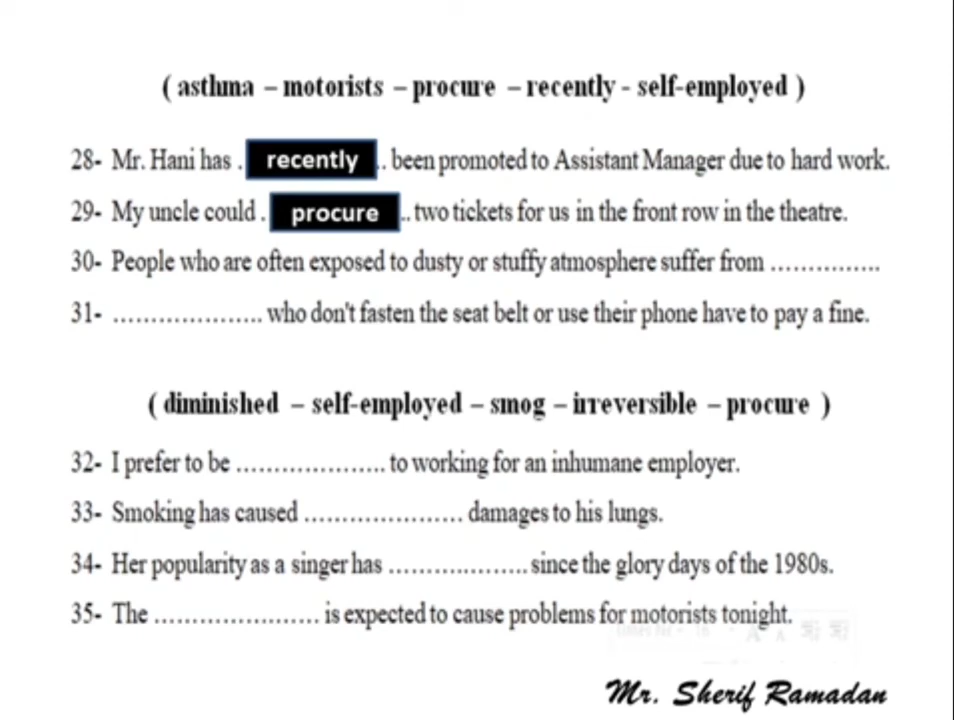 ( asthma – motorists – procure – recently - self-employed )
28- Mr. Hani has . recently .. been promoted to Assistant Manager due to hard work.
29- My uncle could . procure .. two tickets for us in the front row in the theatre.
30- People who are often exposed to dusty or stuffy atmosphere suffer from ……………
31- ………………… who don't fasten the seat belt or use their phone have to pay a fine.
( diminished – self-employed – smog – irreversible – procure )
32- I prefer to be ………………… to working for an inhumane employer.
33- Smoking has caused ………………… damages to his lungs.
34- Her popularity as a singer has ………………… since the glory days of the 1980s.
35- The ………………… is expected to cause problems for motorists tonight.
Mr. Sherif Ramadan